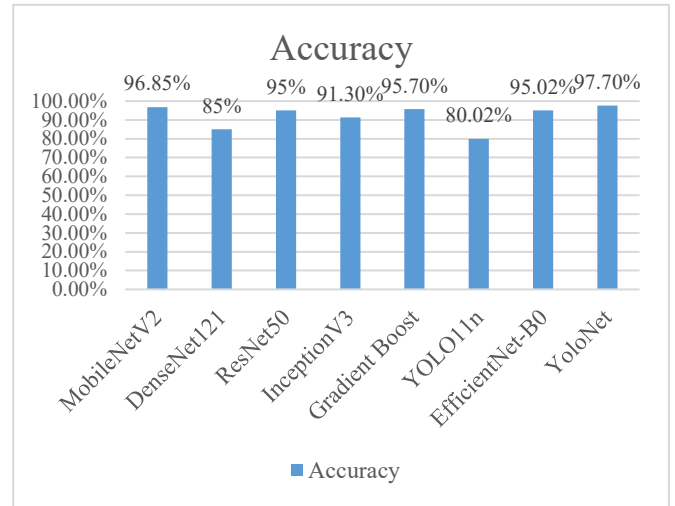 Accuracy
96.85%
85%
95%
91.30%
95.70%
80.02%
95.02%
97.70%
100.00%
90.00%
80.00%
70.00%
60.00%
50.00%
40.00%
30.00%
20.00%
10.00%
0.00%
MobileNetV2
DenseNet121
ResNet50
InceptionV3
Gradient Boost
YOLO11n
EfficientNet-B0
YoloNet
Accuracy